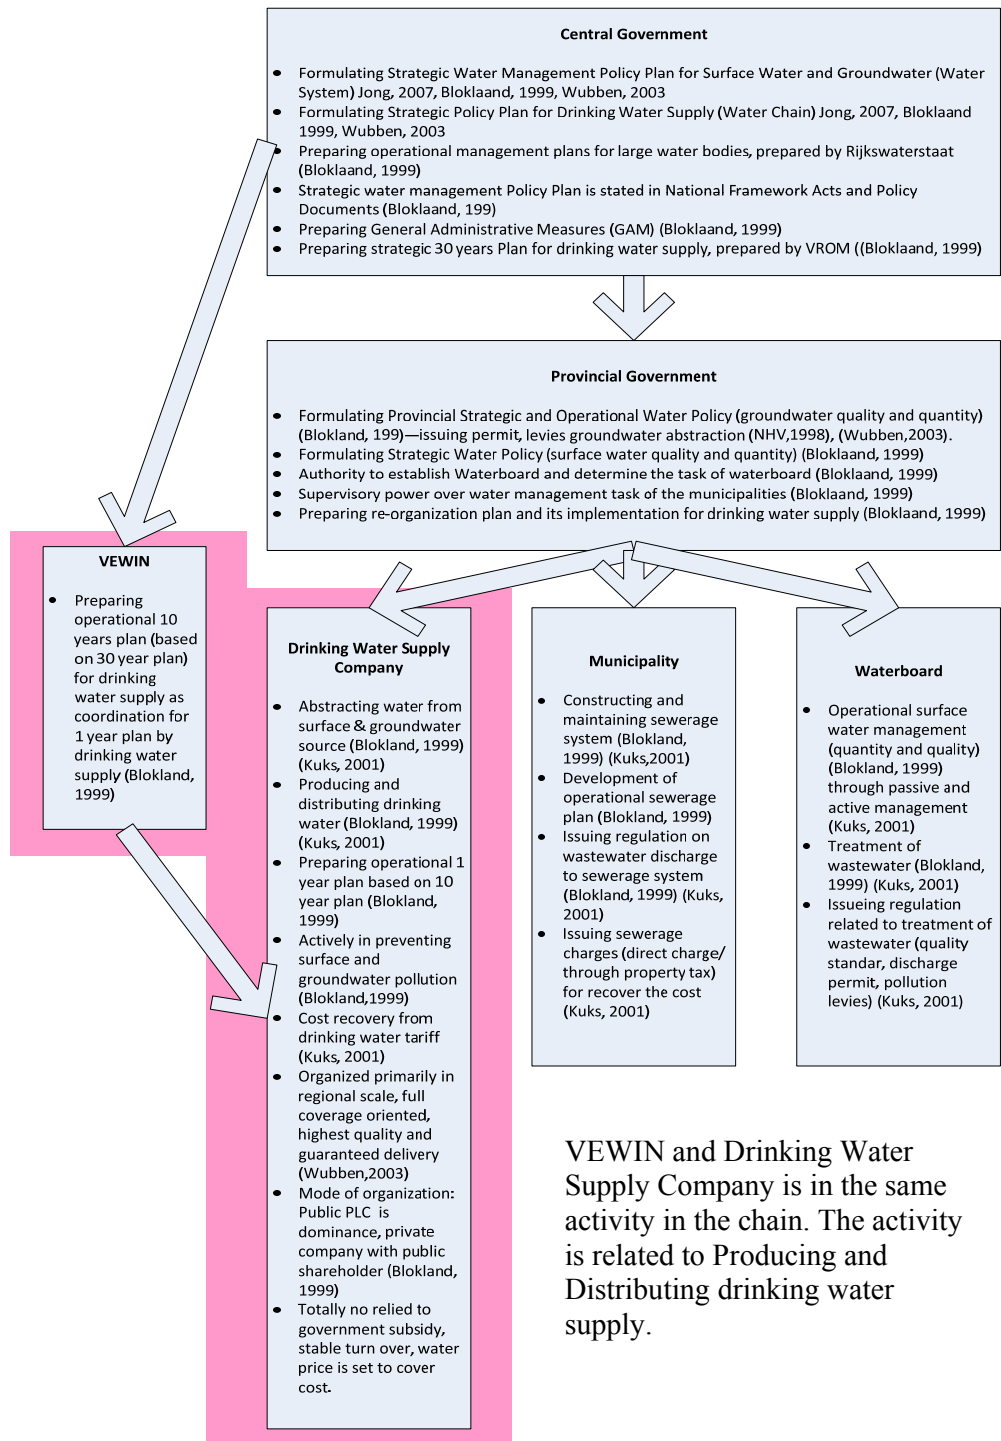 Central Government
• Formulating Strategic Water Management Policy Plan for Surface Water and Groundwater (Water
System) Jong, 2007, Bloklaand, 1999, Wubben, 2003
• Formulating Strategic Policy Plan for Drinking Water Supply (Water Chain) Jong, 2007, Bloklaand
1999, Wubben, 2003
• Preparing operational management plans for large water bodies, prepared by Rijkswaterstaat
(Bloklaand, 1999)
• Strategic water management Policy Plan is stated in National Framework Acts and Policy
Documents (Bloklaand, 199)
• Preparing General Administrative Measures (GAM) (Bloklaand, 1999)
• Preparing strategic 30 years Plan for drinking water supply, prepared by VROM ((Bloklaand, 1999)
Provincial Government
• Formulating Provincial Strategic and Operational Water Policy (groundwater quality and quantity)
(Blokland, 199)—issuing permit, levies groundwater abstraction (NHV,1998), (Wubben,2003).
• Formulating Strategic Water Policy (surface water quality and quantity) (Bloklaand, 1999)
• Authority to establish Waterboard and determine the task of waterboard (Bloklaand, 1999)
• Supervisory power over water management task of the municipalities (Bloklaand, 1999)
• Preparing re-organization plan and its implementation for drinking water supply (Bloklaand, 1999)
VEWIN
• Preparing
operational 10
years plan (based
on 30 year plan)
for drinking
water supply as
coordination for
1 year plan by
drinking water
supply (Blokland,
1999)
Drinking Water Supply
Company
• Abstracting water from
surface & groundwater
source (Blokland, 1999)
(Kuks, 2001)
• Producing and
distributing drinking
water (Blokland, 1999)
(Kuks, 2001)
• Preparing operational 1
year plan based on 10
year plan (Blokland,
1999)
• Actively in preventing
surface and
groundwater pollution
(Blokland,1999)
• Cost recovery from
drinking water tariff
(Kuks, 2001)
• Organized primarily in
regional scale, full
coverage oriented,
highest quality and
guaranteed delivery
(Wubben,2003)
• Mode of organization:
Public PLC is
dominance, private
company with public
shareholder (Blokland,
1999)
• Totally no relied to
government subsidy,
stable turn over, water
price is set to cover
cost.
Municipality
• Constructing and
maintaining sewerage
system (Blokland,
1999) (Kuks,2001)
• Development of
operational sewerage
plan (Blokland, 1999)
• Issuing regulation on
wastewater discharge
to sewerage system
(Blokland, 1999) (Kuks,
2001)
• Issuing sewerage
charges (direct charge/
through property tax)
for recover the cost
(Kuks, 2001)
Waterboard
• Operational surface
water management
(quantity and quality)
(Blokland, 1999)
through passive and
active management
(Kuks, 2001)
• Treatment of
wastewater (Blokland,
1999) (Kuks, 2001)
• Issueing regulation
related to treatment of
wastewater (quality
standar, discharge
permit, pollution
levies) (Kuks, 2001)
VEWIN and Drinking Water
Supply Company is in the same
activity in the chain. The activity
is related to Producing and
Distributing drinking water
supply.